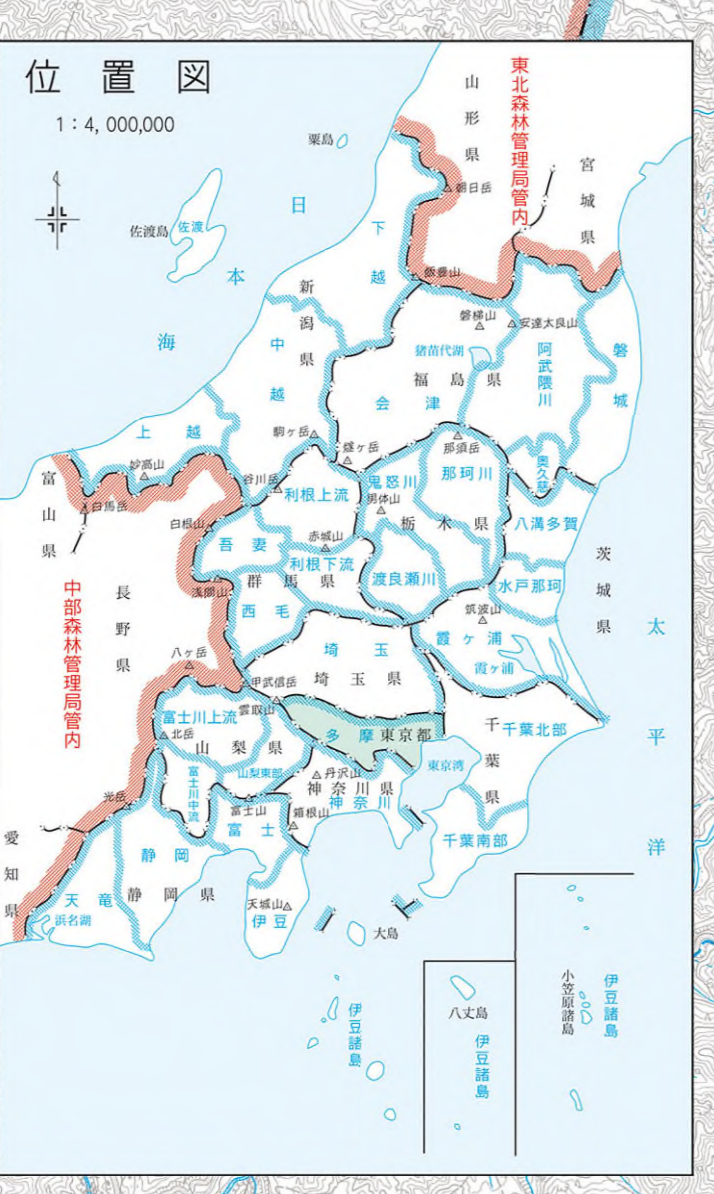 位置図
1:4,000,000
東北森林管理局管内
山形県
宮城県
粟島
朝日岳
日本海
佐渡島
佐渡
下越
飯豊山
新潟県
磐梯山
安達太良山
中越
猪苗代湖
福島県
阿武隈川
磐城
会津
上越
駒ヶ岳
燧ヶ岳
那須岳
妙高山
奥久慈
富山県
白馬岳
谷川岳
利根上流
鬼怒川
那珂川
男体山
白根山
吾妻
赤城山
栃木県
八溝多賀
茨城県
利根下流
群馬県
渡良瀬川
水戸那珂
浅間山
西毛
筑波山
中部森林管理局管内
長野県
霞ヶ浦
霞ヶ浦
埼玉
埼玉県
太平洋
八ヶ岳
甲武信岳
雲取山
富士川上流
北岳
山梨県
多摩
東京都
千葉県
千葉北部
東京湾
富士川中流
山梨東部
丹沢山
神奈川県
神奈川
光岳
富士山
箱根山
富士
千葉南部
愛知県
静岡
静岡県
天竜
浜名湖
天城山
伊豆
大島
伊豆諸島
八丈島
伊豆諸島
小笠原諸島
伊豆諸島